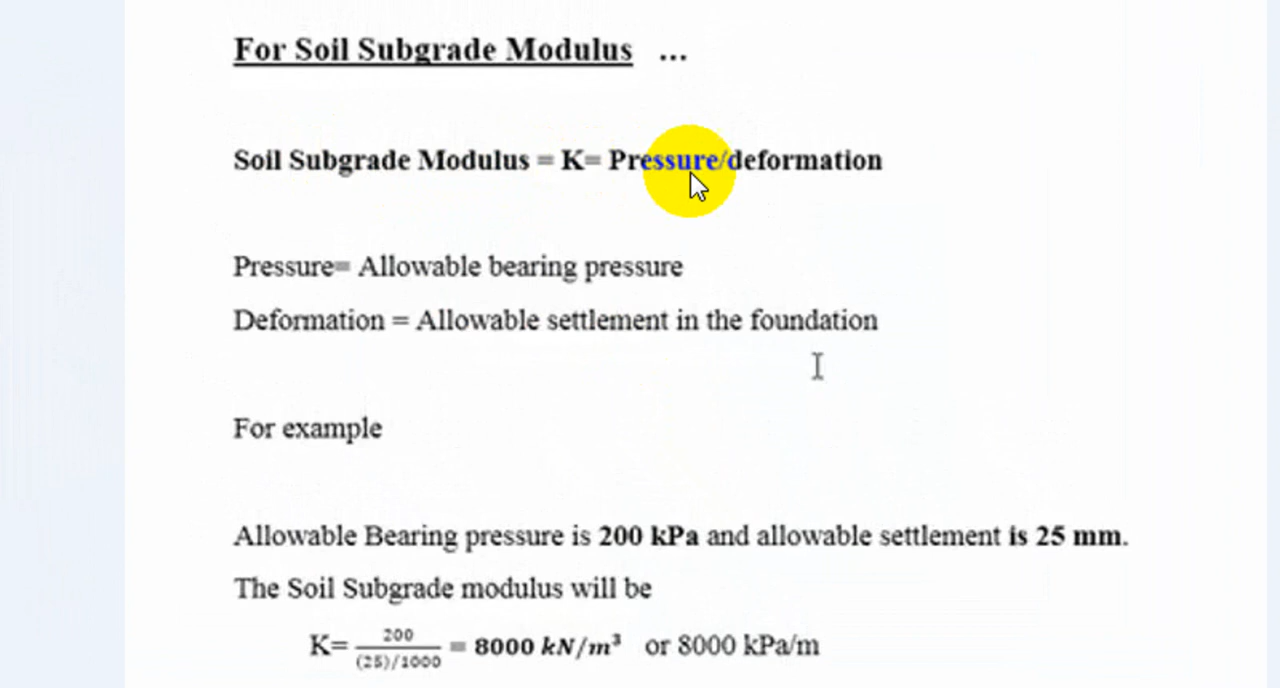 For Soil Subgrade Modulus ...
Soil Subgrade Modulus = K= Pressure/deformation
Pressure= Allowable bearing pressure
Deformation = Allowable settlement in the foundation
For example
Allowable Bearing pressure is 200 kPa and allowable settlement is 25 mm.
The Soil Subgrade modulus will be
K= 200/(25)/1000 = 8000 kN/m³ or 8000 kPa/m